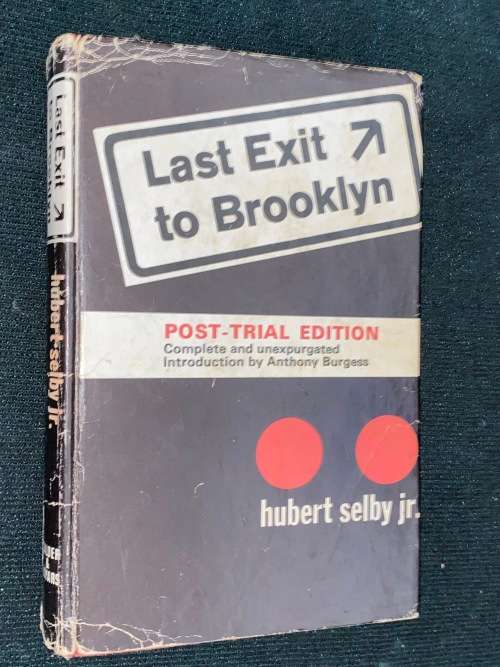 Last Exit ↗
to Brooklyn
POST-TRIAL EDITION
Complete and unexpurgated
Introduction by Anthony Burgess
hubert selby jr.
Last Exit ↗
hubert selby jr.